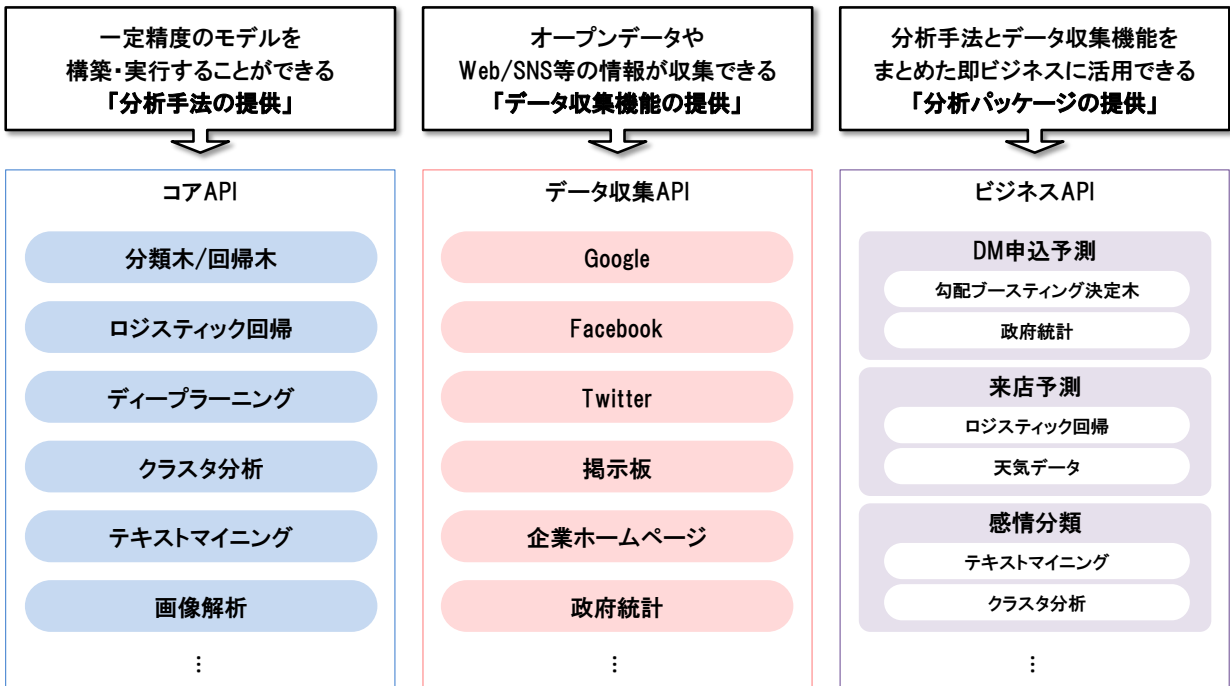 一定精度のモデルを
構築・実行することができる
「分析手法の提供」
オープンデータや
Web/SNS等の情報が収集できる
「データ収集機能の提供」
分析手法とデータ収集機能を
まとめた即ビジネスに活用できる
「分析パッケージの提供」
コアAPI
分類木/回帰木
ロジスティック回帰
ディープラーニング
クラスタ分析
テキストマイニング
画像解析
⋮
データ収集API
Google
Facebook
Twitter
掲示板
企業ホームページ
政府統計
⋮
ビジネスAPI
DM申込予測
勾配ブースティング決定木
政府統計
来店予測
ロジスティック回帰
天気データ
感情分類
テキストマイニング
クラスタ分析
⋮